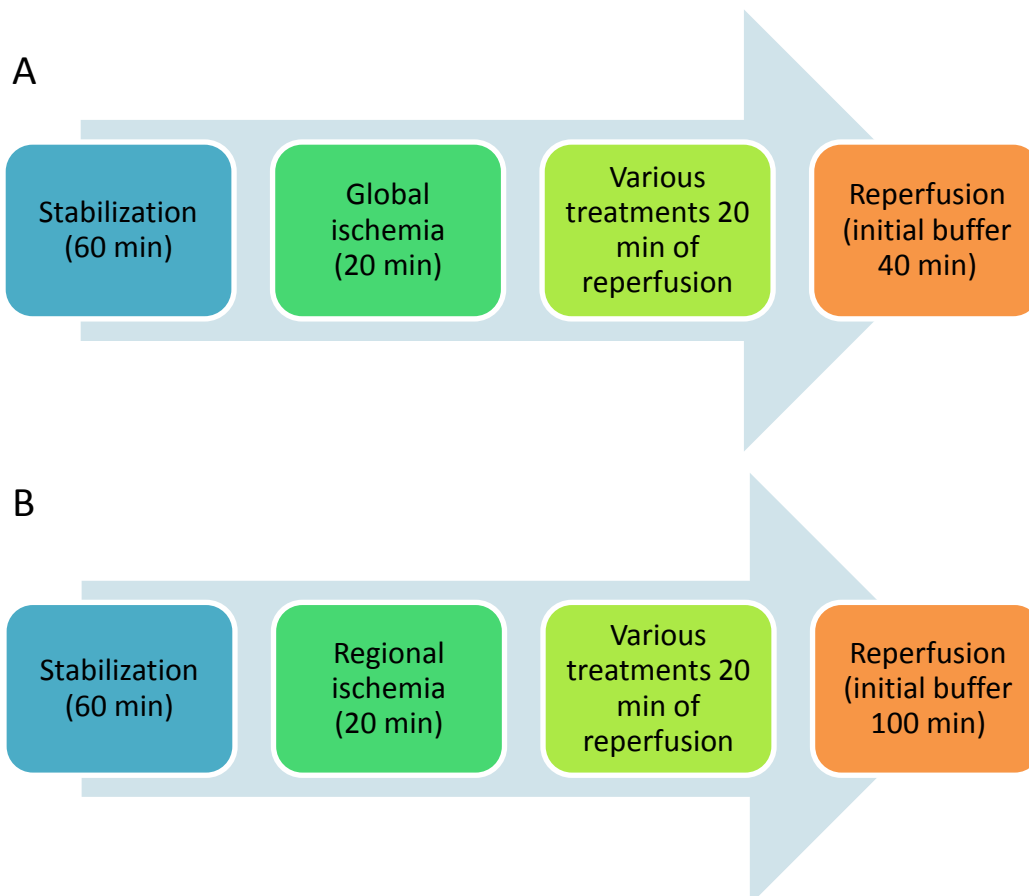 A
Stabilization
(60 min)
Global
ischemia
(20 min)
Various
treatments 20
min of
reperfusion
Reperfusion
(initial buffer
40 min)
B
Stabilization
(60 min)
Regional
ischemia
(20 min)
Various
treatments 20
min of
reperfusion
Reperfusion
(initial buffer
100 min)